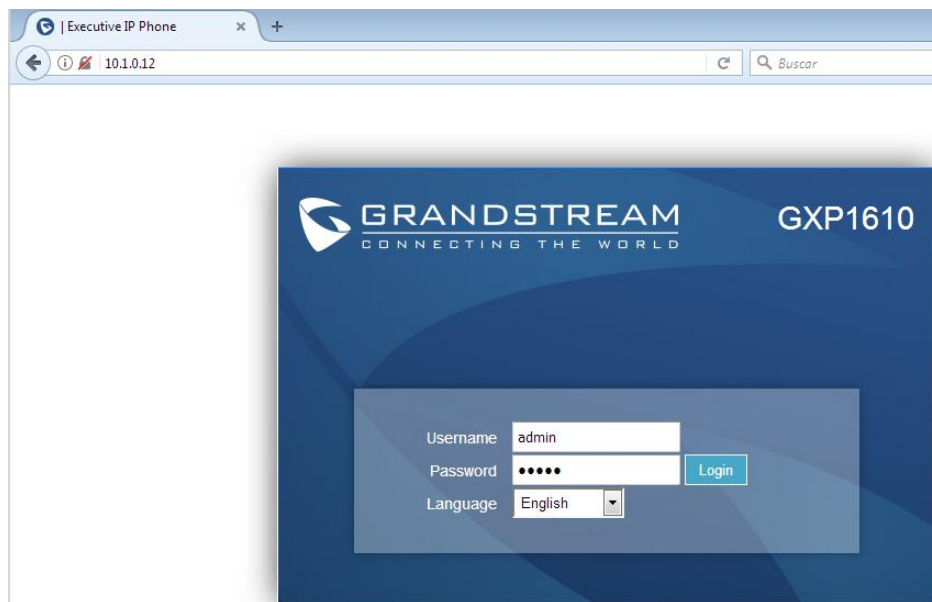 | Executive IP Phone
10.1.0.12
Buscar
GRANDSTREAM
CONNECTING THE WORLD
GXP1610
Username admin
Password ●●●●● Login
Language English